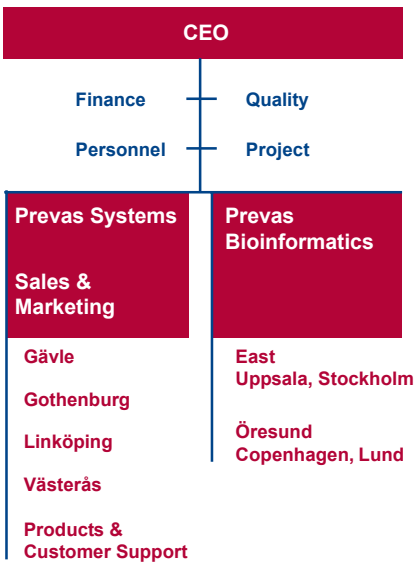 CEO
Finance
Quality
Personnel
Project
Prevas Systems
Sales &
Marketing
Prevas
Bioinformatics
Gävle
Gothenburg
Linköping
Västerås
Products &
Customer Support
East
Uppsala, Stockholm
Öresund
Copenhagen, Lund